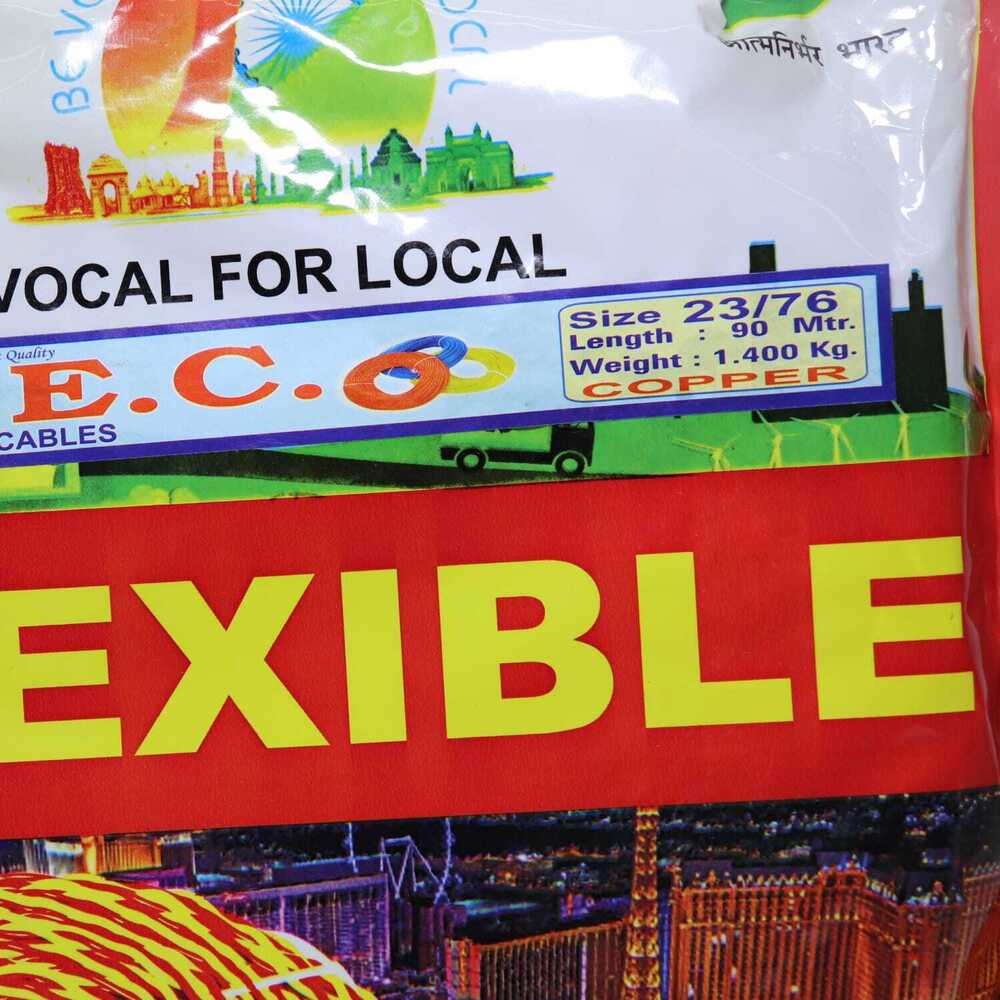 आत्मनिर्भर भारत
VOCAL FOR LOCAL
Quality
E.C.
CABLES
Size 23/76
Length : 90 Mtr.
Weight : 1.400 Kg.
COPPER
EXIBLE